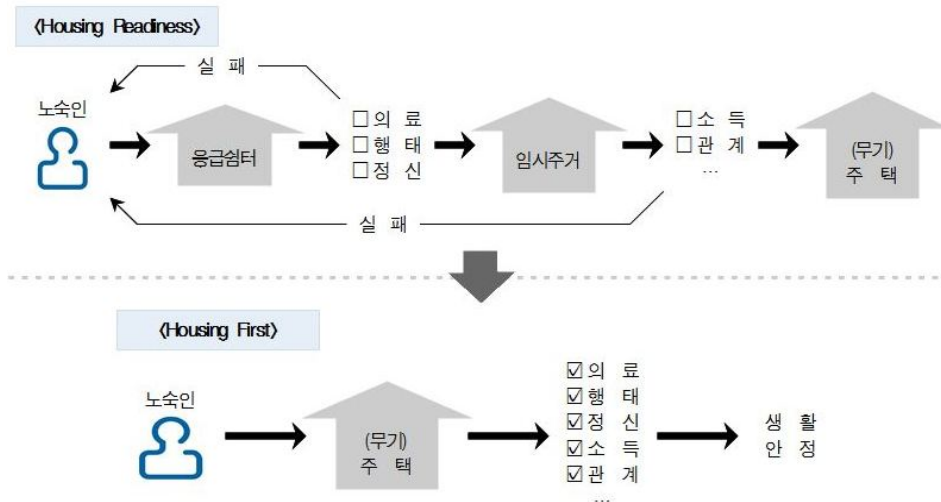 〈Housing Readiness〉
실 패
노숙인
응급쉼터
☐의 료
☐행 태
☐정 신
임시주거
☐소 득
☐관 계
…
(무기)
주 택
실 패
〈Housing First〉
노숙인
(무기)
주 택
☑의 료
☑행 태
☑정 신
☑소 득
☑관 계
…
생 활
안 정